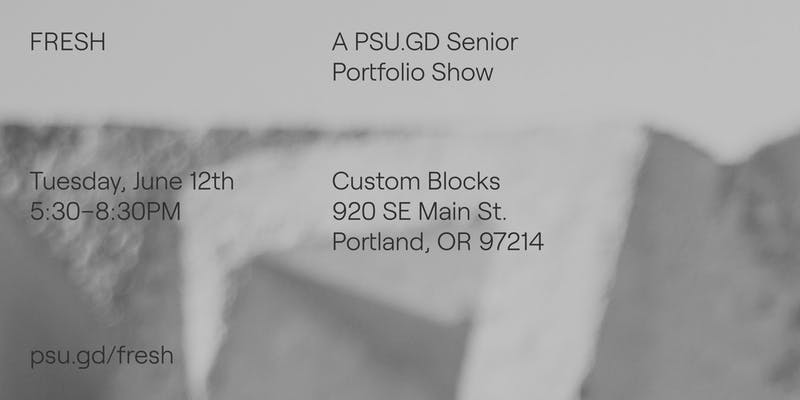 FRESH
A PSU.GD Senior
Portfolio Show
Tuesday, June 12th
5:30–8:30PM
Custom Blocks
920 SE Main St.
Portland, OR 97214
psu.gd/fresh